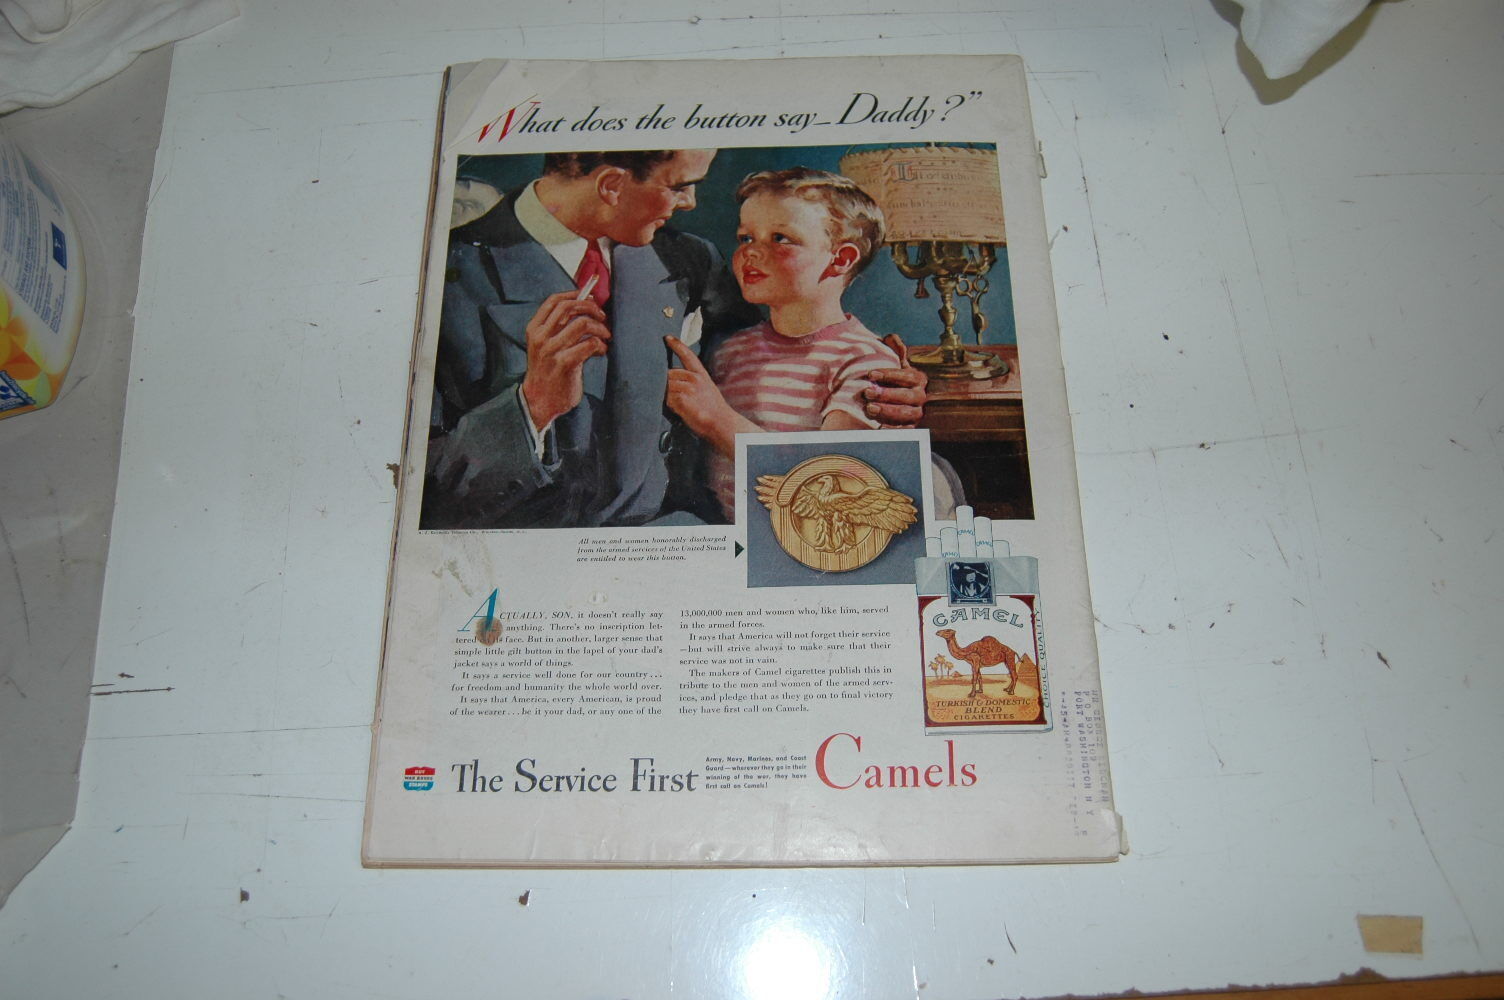 What does the button say—Daddy?"
R. J. Reynolds Tobacco Co., Winston-Salem, N. C.
All men and women honorably discharged
from the armed services of the United States
are entitled to wear this button.
ACTUALLY, SON, it doesn't really say
anything. There's no inscription let-
tered its face. But in another, larger sense that
simple little gilt button in the lapel of your dad's
jacket says a world of things.
It says a service well done for our country...
for freedom and humanity the whole world over.
It says that America, every American, is proud
of the wearer...be it your dad, or any one of the
13,000,000 men and women who, like him, served
in the armed forces.
It says that America will not forget their service
—but will strive always to make sure that their
service was not in vain.
The makers of Camel cigarettes publish this in
tribute to the men and women of the armed serv-
ices, and pledge that as they go on to final victory
they have first call on Camels.
CAMEL
TURKISH & DOMESTIC
BLEND
CIGARETTES
CHOICE QUALITY
BUY
WAR BONDS
STAMPS
The Service First
Army, Navy, Marines, and Coast
Guard—wherever they go in their
winning of the war, they have
first call on Camels!
Camels
PORT WASHINGTON N Y